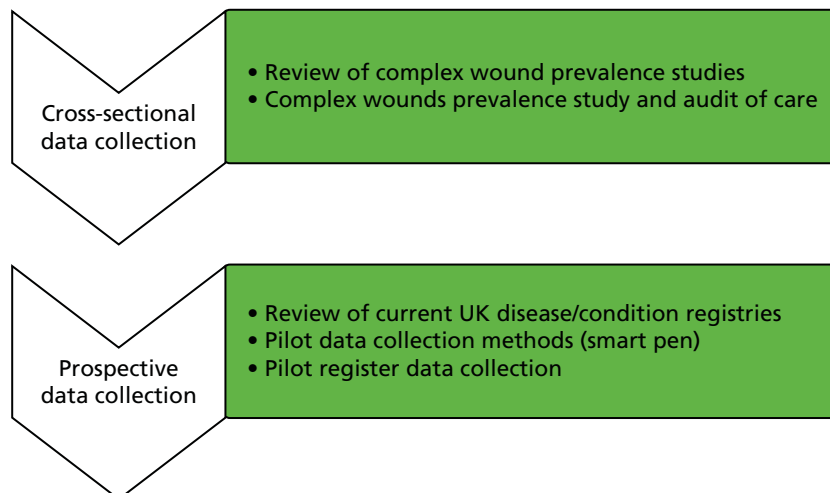 Cross-sectional
data collection
• Review of complex wound prevalence studies
• Complex wounds prevalence study and audit of care
Prospective
data collection
• Review of current UK disease/condition registries
• Pilot data collection methods (smart pen)
• Pilot register data collection